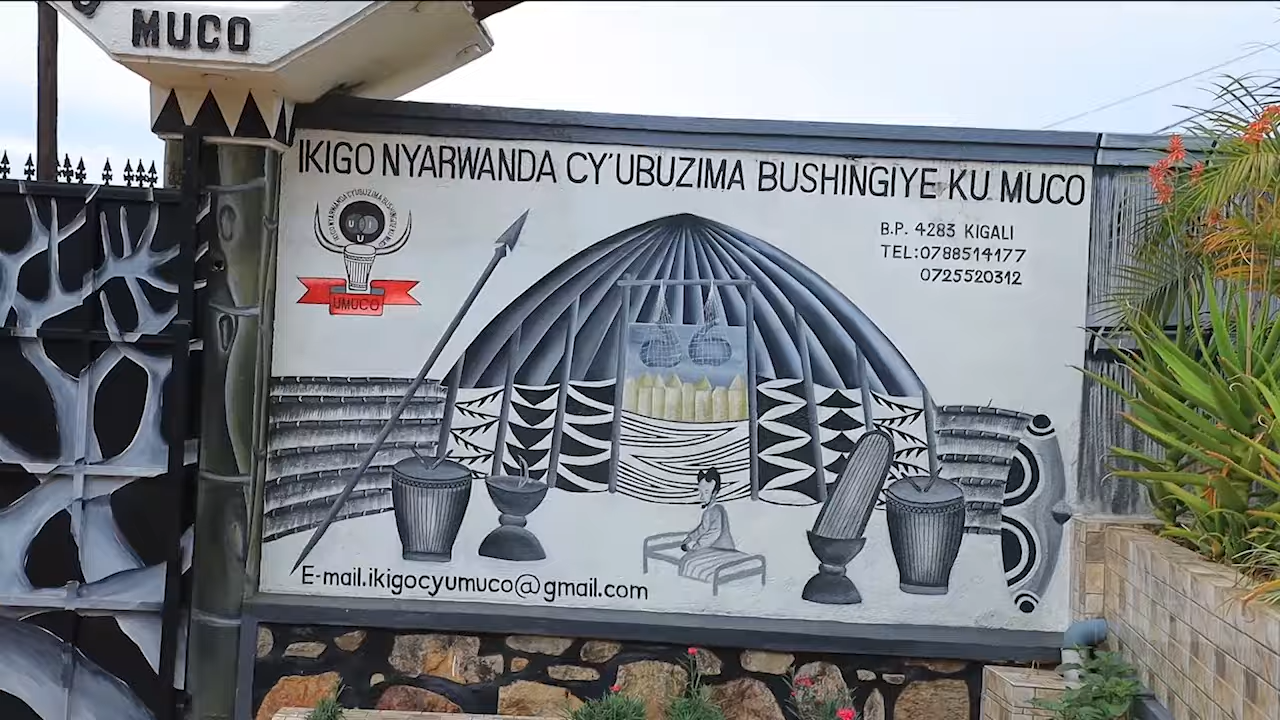 MUCO
IKIGO NYARWANDA CY'UBUZIMA BUSHINGIYE KU MUCO
B.P. 4283 KIGALI
TEL:0788514177
0725520312
UMUCO
E-mail.ikigocyumuco@gmail.com